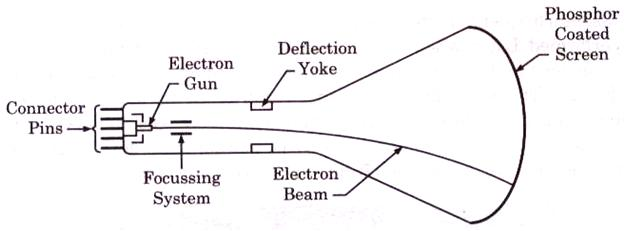 Phosphor
Coated
Screen
Deflection
Yoke
Electron
Gun
Connector
Pins
Focussing
System
Electron
Beam